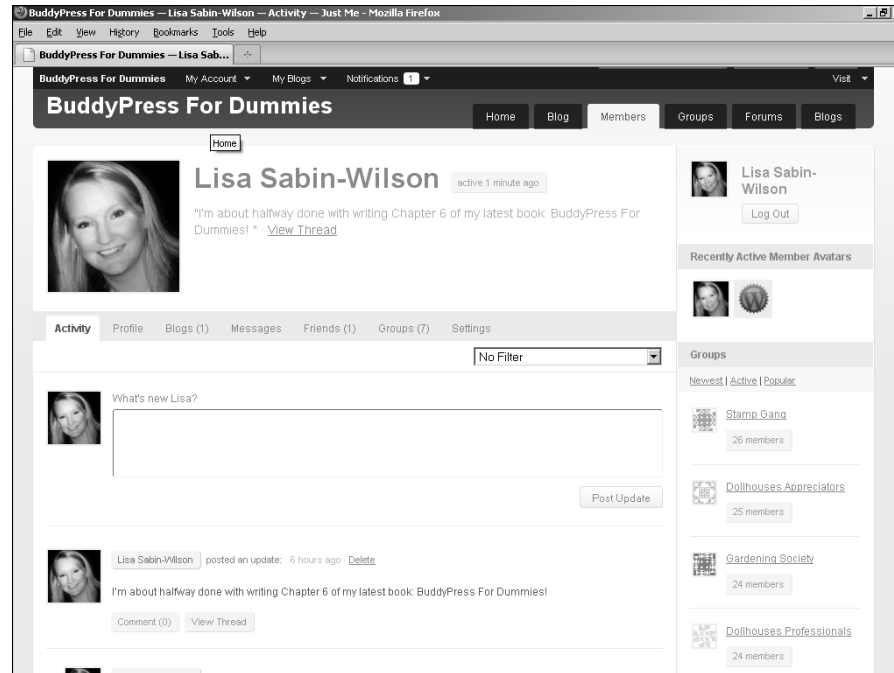 BuddyPress For Dummies — Lisa Sabin-Wilson — Activity — Just Me - Mozilla Firefox
File Edit View History Bookmarks Tools Help
BuddyPress For Dummies — Lisa Sab...
BuddyPress For Dummies My Account My Blogs Notifications 1 Visit
BuddyPress For Dummies
Home Blog Members Groups Forums Blogs
Home
Lisa Sabin-Wilson active 1 minute ago
"I'm about halfway done with writing Chapter 6 of my latest book: BuddyPress For
Dummies! " · View Thread
Activity Profile Blogs (1) Messages Friends (1) Groups (7) Settings
No Filter
What's new Lisa?
Post Update
Lisa Sabin-Wilson posted an update: 6 hours ago · Delete
I'm about halfway done with writing Chapter 6 of my latest book: BuddyPress For Dummies!
Comment (0) View Thread
Lisa Sabin-
Wilson
Log Out
Recently Active Member Avatars
Groups
Newest | Active | Popular
Stamp Gang
26 members
Dollhouses Appreciators
25 members
Gardening Society
24 members
Dollhouses Professionals
24 members